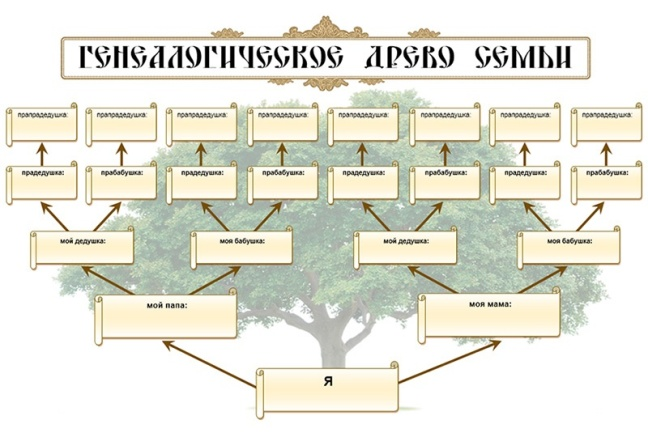 ГЕНЕАЛОГИЧЕСКОЕ ДРЕВО СЕМЬИ
прапрадедушка: прапрадедушка: прапрадедушка: прапрадедушка: прапрадедушка: прапрадедушка: прапрадедушка: прапрадедушка:
прадедушка: прабабушка: прадедушка: прабабушка: прадедушка: прабабушка: прадедушка: прабабушка:
мой дедушка: моя бабушка: мой дедушка: моя бабушка:
мой папа: моя мама:
Я